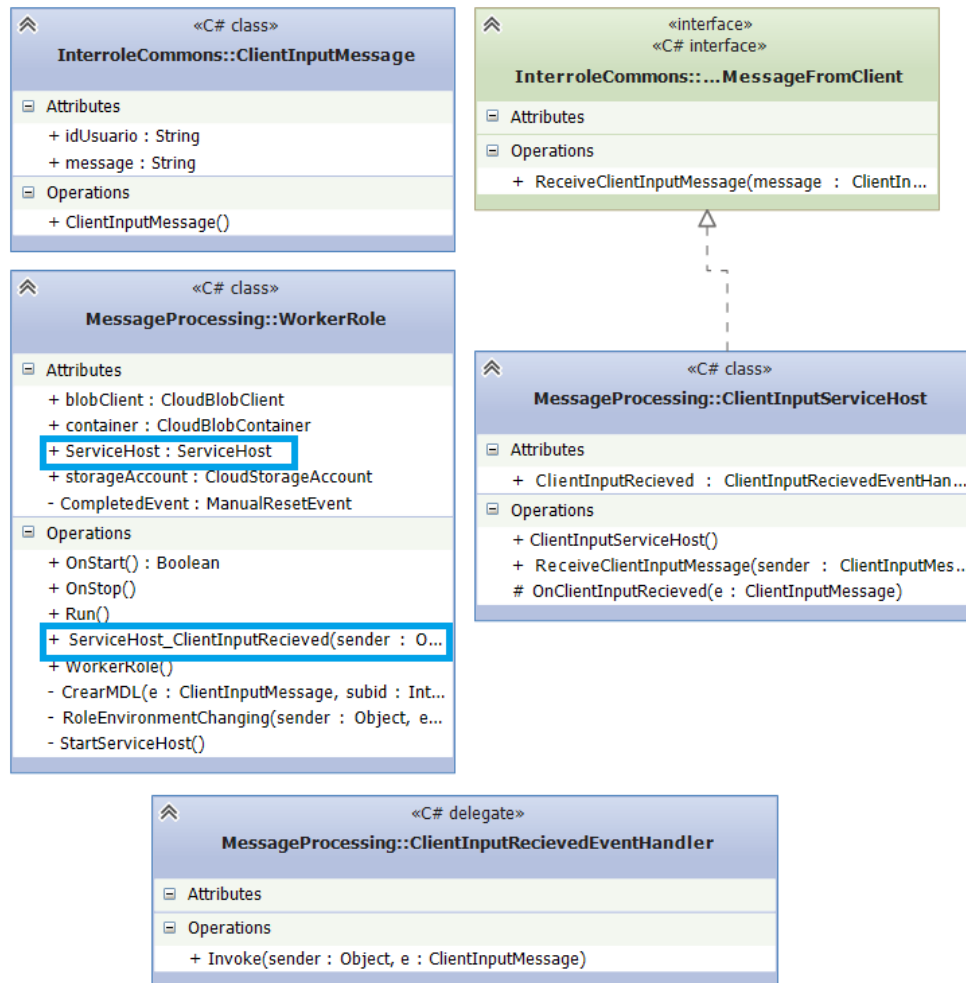 «C# class»
InterroleCommons::ClientInputMessage
Attributes
+ idUsuario : String
+ message : String
Operations
+ ClientInputMessage()
«interface»
«C# interface»
InterroleCommons::...MessageFromClient
Attributes
Operations
+ ReceiveClientInputMessage(message : ClientIn...
«C# class»
MessageProcessing::WorkerRole
Attributes
+ blobClient : CloudBlobClient
+ container : CloudBlobContainer
+ ServiceHost : ServiceHost
+ storageAccount : CloudStorageAccount
- CompletedEvent : ManualResetEvent
Operations
+ OnStart() : Boolean
+ OnStop()
+ Run()
+ ServiceHost_ClientInputRecieved(sender : O...
+ WorkerRole()
- CrearMDL(e : ClientInputMessage, subid : Int...
- RoleEnvironmentChanging(sender : Object, e...
- StartServiceHost()
«C# class»
MessageProcessing::ClientInputServiceHost
Attributes
+ ClientInputRecieved : ClientInputRecievedEventHan...
Operations
+ ClientInputServiceHost()
+ ReceiveClientInputMessage(sender : ClientInputMes...
# OnClientInputRecieved(e : ClientInputMessage)
«C# delegate»
MessageProcessing::ClientInputRecievedEventHandler
Attributes
Operations
+ Invoke(sender : Object, e : ClientInputMessage)